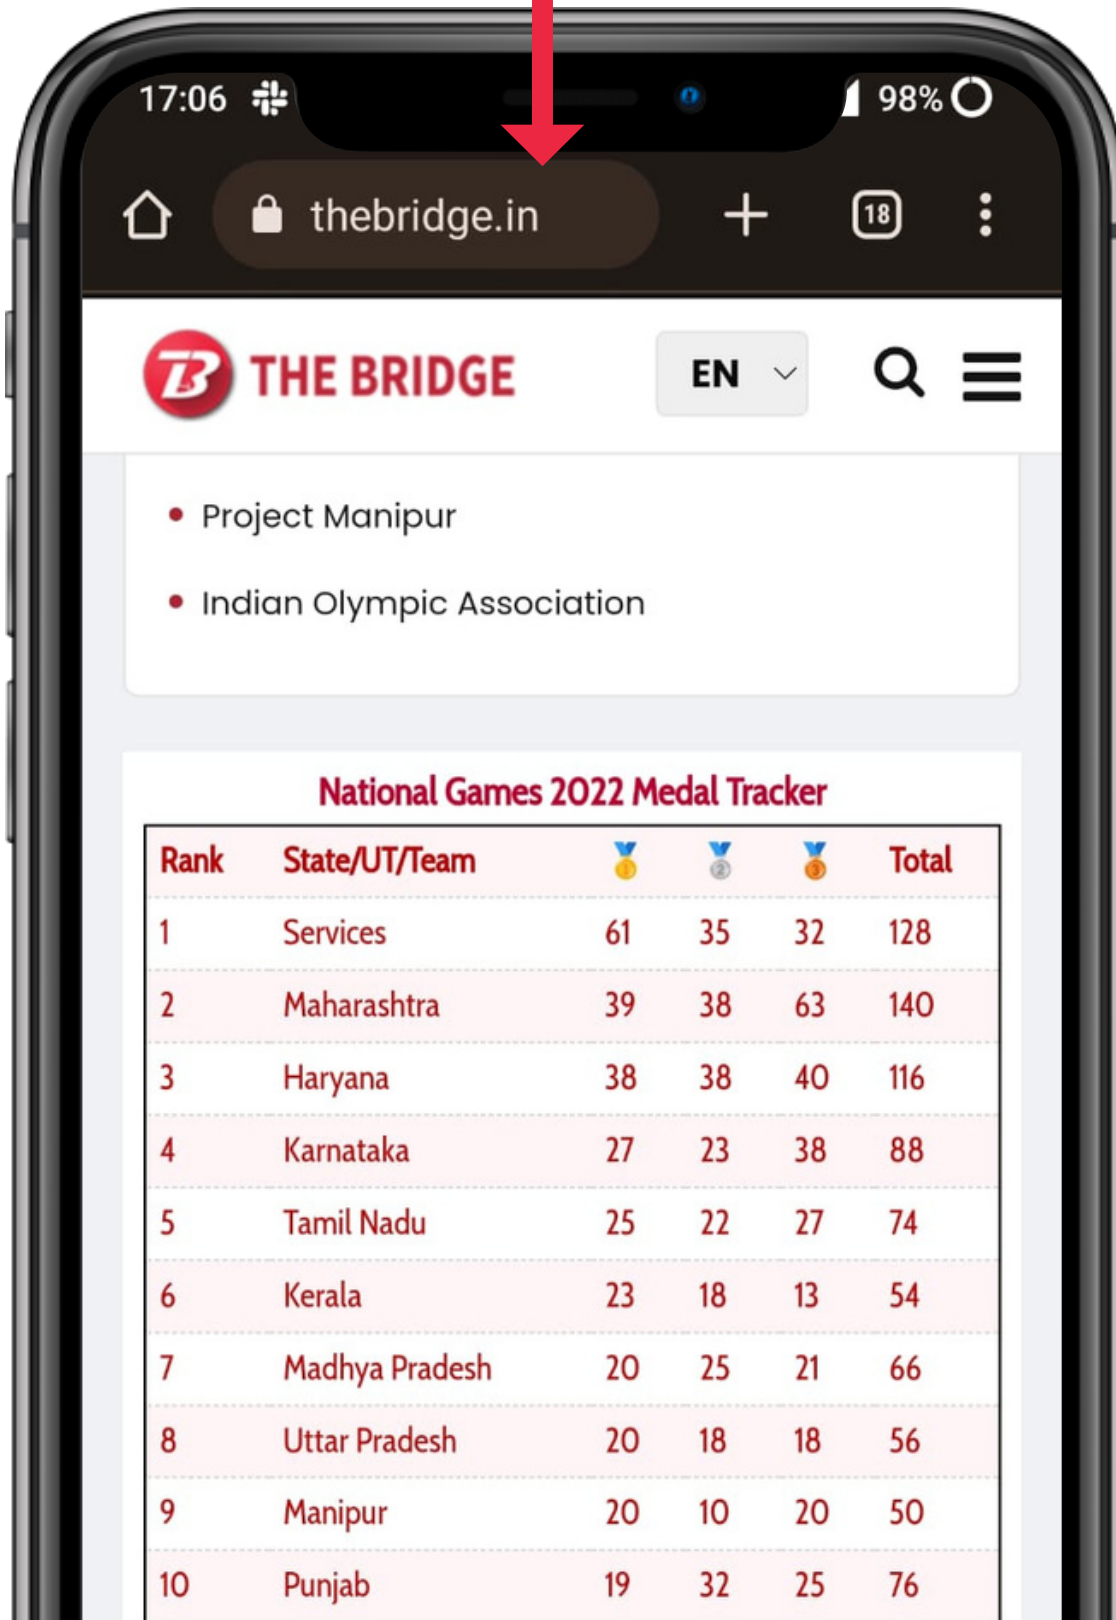 17:06 98%
thebridge.in 18
TB THE BRIDGE EN
Project Manipur
Indian Olympic Association
National Games 2022 Medal Tracker
Rank State/UT/Team 1 2 3 Total
1 Services 61 35 32 128
2 Maharashtra 39 38 63 140
3 Haryana 38 38 40 116
4 Karnataka 27 23 38 88
5 Tamil Nadu 25 22 27 74
6 Kerala 23 18 13 54
7 Madhya Pradesh 20 25 21 66
8 Uttar Pradesh 20 18 18 56
9 Manipur 20 10 20 50
10 Punjab 19 32 25 76